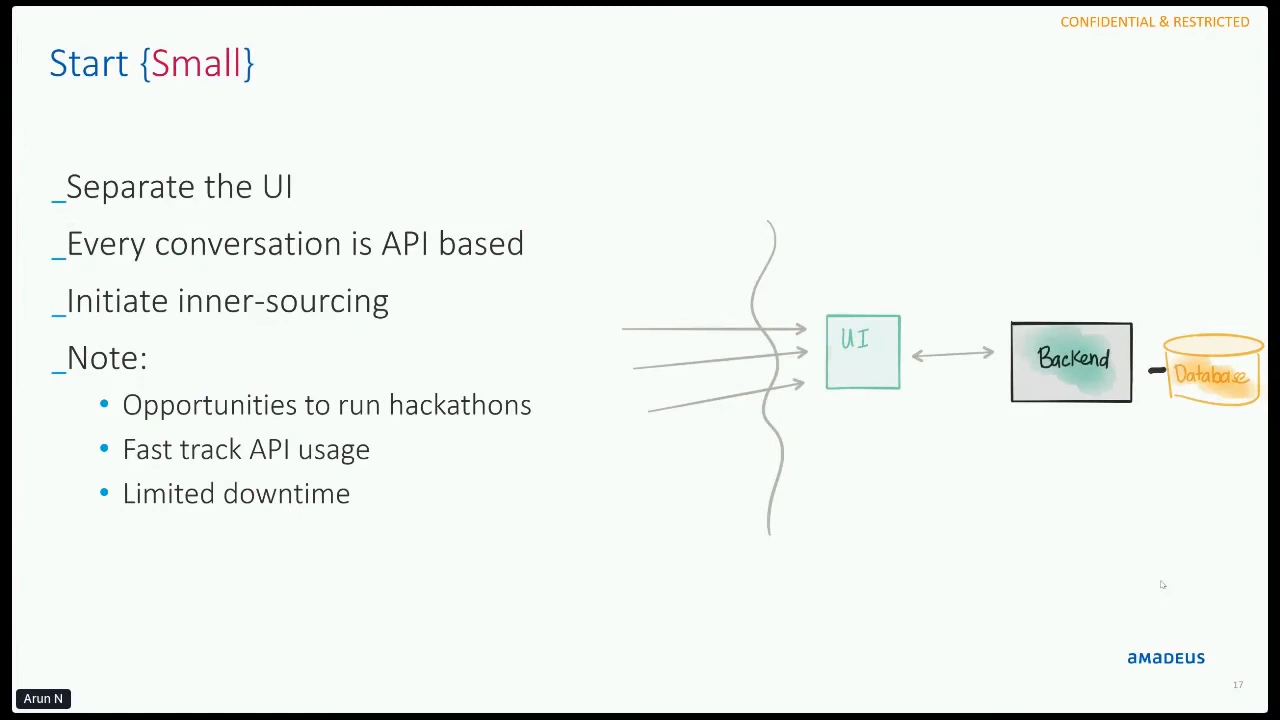 CONFIDENTIAL & RESTRICTED
Start {Small}
_Separate the UI
_Every conversation is API based
_Initiate inner-sourcing
_Note:
• Opportunities to run hackathons
• Fast track API usage
• Limited downtime
UI
Backend
Database
amadeus
17
Arun N